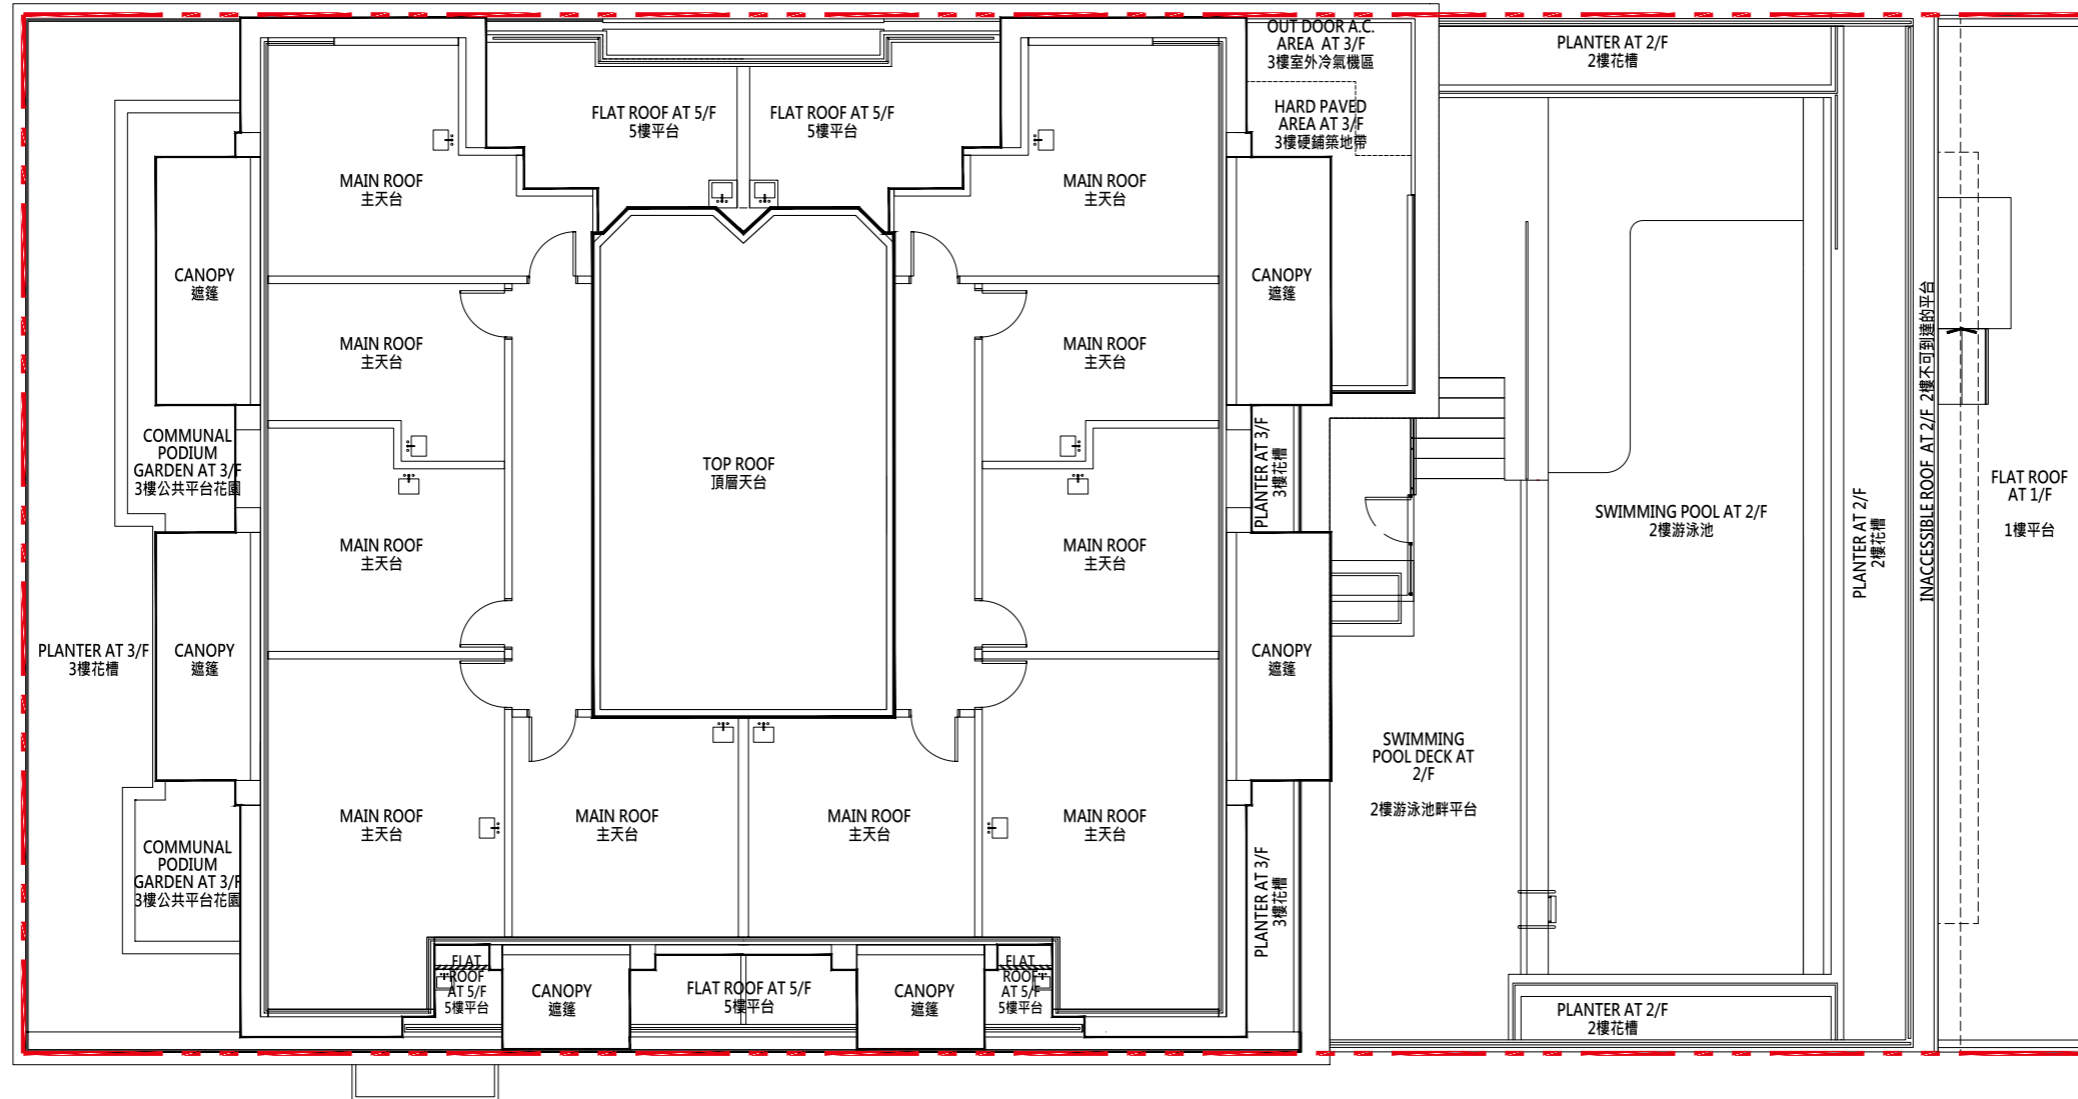 OUT DOOR A.C.
AREA AT 3/F
3樓室外冷氣機區
PLANTER AT 2/F
2樓花槽
FLAT ROOF AT 5/F
5樓平台
FLAT ROOF AT 5/F
5樓平台
HARD PAVED
AREA AT 3/F
3樓硬鋪築地帶
MAIN ROOF
主天台
MAIN ROOF
主天台
CANOPY
遮篷
CANOPY
遮篷
MAIN ROOF
主天台
MAIN ROOF
主天台
COMMUNAL
PODIUM
GARDEN AT 3/F
3樓公共平台花園
TOP ROOF
頂層天台
PLANTER AT 3/F
3樓花槽
SWIMMING POOL AT 2/F
2樓游泳池
PLANTER AT 2/F
2樓花槽
INACCESSIBLE ROOF AT 2/F 2樓不可到達的平台
FLAT ROOF
AT 1/F
1樓平台
MAIN ROOF
主天台
MAIN ROOF
主天台
PLANTER AT 3/F
3樓花槽
CANOPY
遮篷
CANOPY
遮篷
SWIMMING
POOL DECK AT
2/F
2樓游泳池畔平台
MAIN ROOF
主天台
MAIN ROOF
主天台
MAIN ROOF
主天台
MAIN ROOF
主天台
COMMUNAL
PODIUM
GARDEN AT 3/F
3樓公共平台花園
PLANTER AT 3/F
3樓花槽
FLAT
ROOF
AT 5/F
5樓平台
CANOPY
遮篷
FLAT ROOF AT 5/F
5樓平台
CANOPY
遮篷
FLAT
ROOF
AT 5/F
5樓平台
PLANTER AT 2/F
2樓花槽